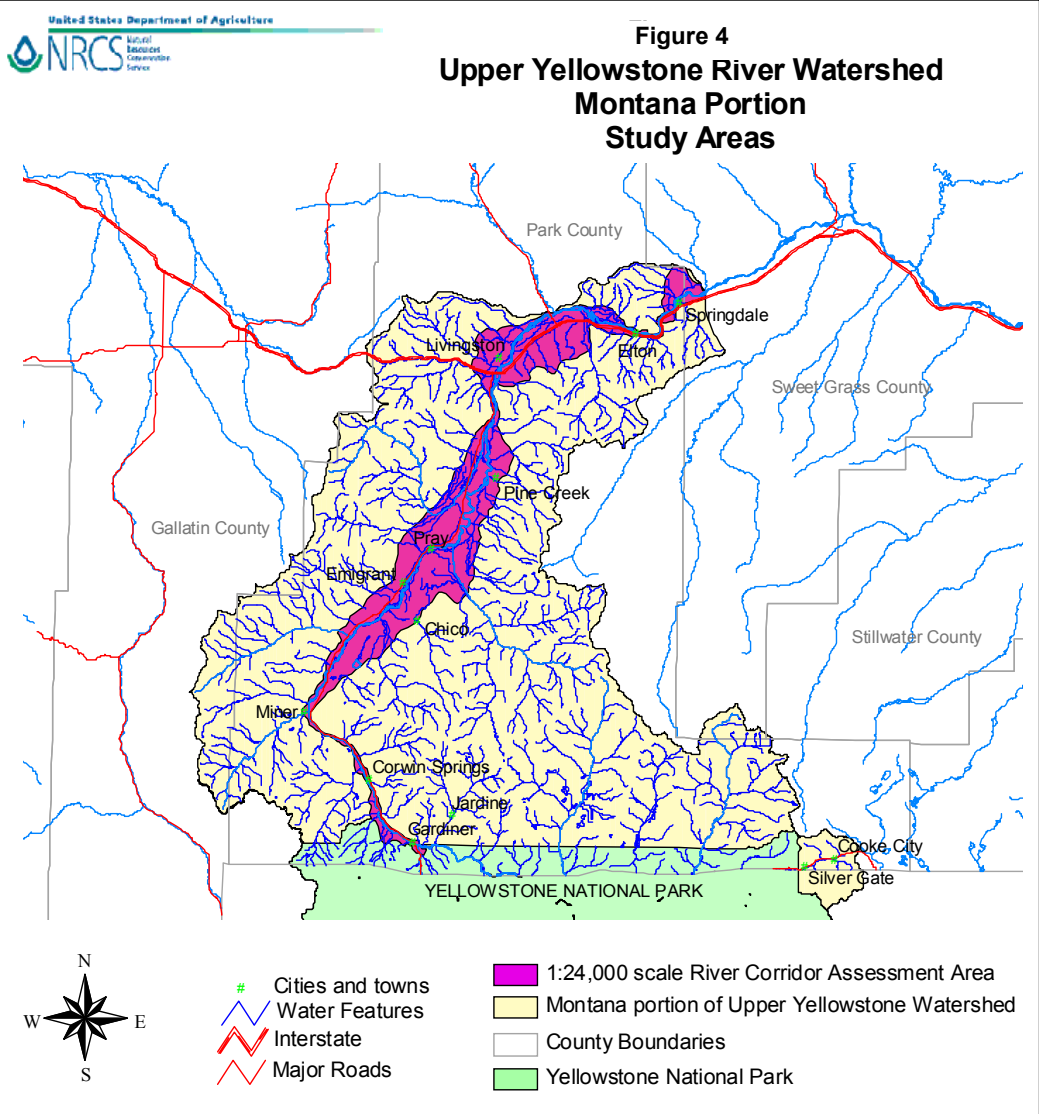 United States Department of Agriculture
NRCS
Natural
Resources
Conservation
Service
Figure 4
Upper Yellowstone River Watershed
Montana Portion
Study Areas
Park County
Springdale
Livingston
Elton
Sweet Grass County
Pine Creek
Gallatin County
Pray
Emigrant
Chico
Stillwater County
Miner
Corwin Springs
Jardine
Gardiner
Cooke City
Silver Gate
YELLOWSTONE NATIONAL PARK
N
W
E
S
# Cities and towns
Water Features
Interstate
Major Roads
1:24,000 scale River Corridor Assessment Area
Montana portion of Upper Yellowstone Watershed
County Boundaries
Yellowstone National Park